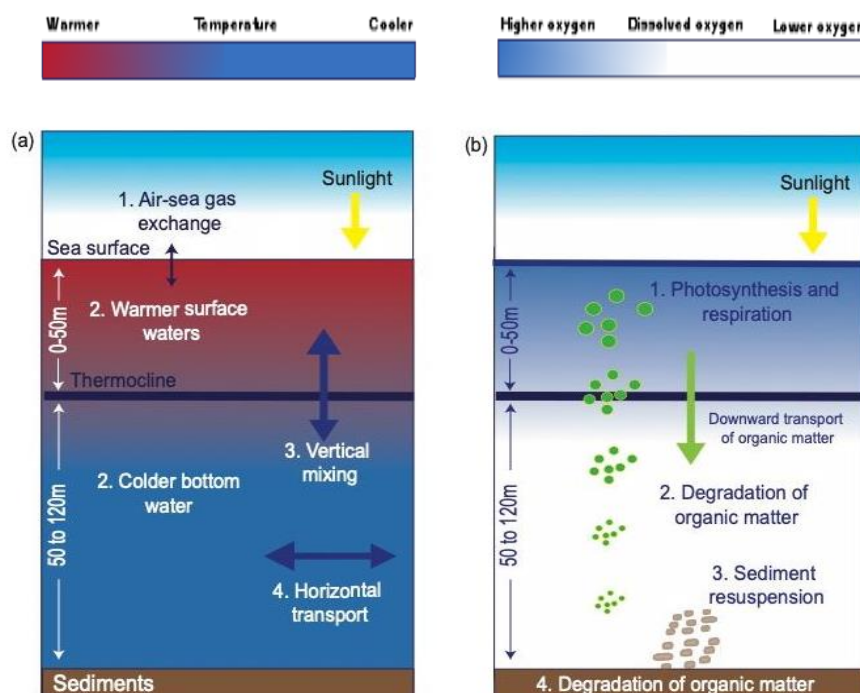 Warmer Temperature Cooler
Higher oxygen Dissolved oxygen Lower oxygen
(a)
Sunlight
1. Air-sea gas
exchange
Sea surface
0-50m
2. Warmer surface
waters
Thermocline
3. Vertical
mixing
2. Colder bottom
water
50 to 120m
4. Horizontal
transport
Sediments
(b)
Sunlight
0-50m
1. Photosynthesis and
respiration
Downward transport
of organic matter
50 to 120m
2. Degradation of
organic matter
3. Sediment
resuspension
4. Degradation of organic matter